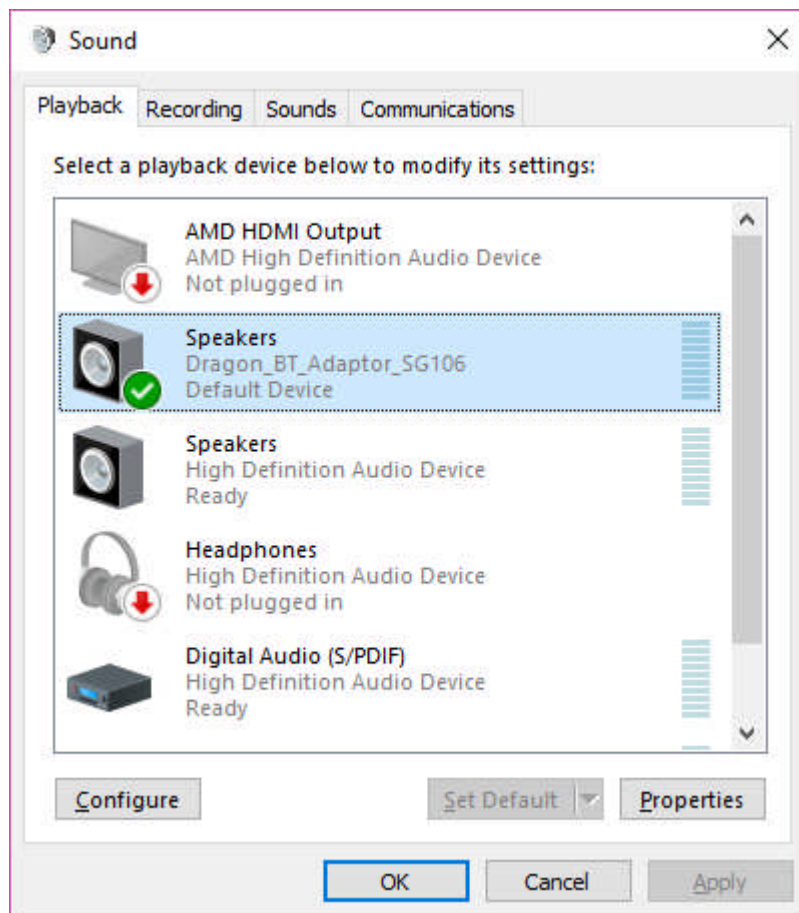 Sound
Playback Recording Sounds Communications
Select a playback device below to modify its settings:
AMD HDMI Output
AMD High Definition Audio Device
Not plugged in
Speakers
Dragon_BT_Adaptor_SG106
Default Device
Speakers
High Definition Audio Device
Ready
Headphones
High Definition Audio Device
Not plugged in
Digital Audio (S/PDIF)
High Definition Audio Device
Ready
Configure Set Default Properties
OK Cancel Apply